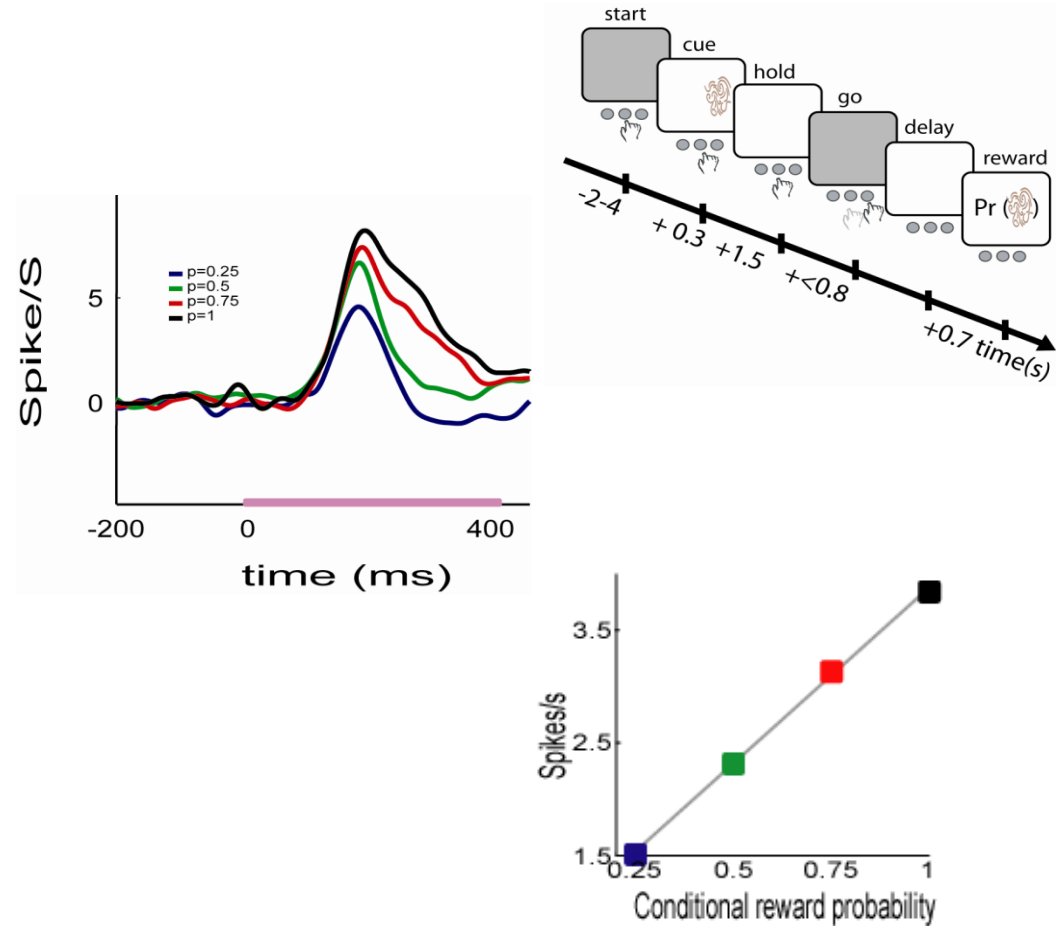 start
cue
hold
go
delay
reward
Pr ( )
-2-4
+ 0.3
+1.5
+<0.8
+0.7 time(s)
Spike/S
5
0
p=0.25
p=0.5
p=0.75
p=1
-200
0
400
time (ms)
Spikes/s
3.5
2.5
1.5
0.25
0.5
0.75
1
Conditional reward probability